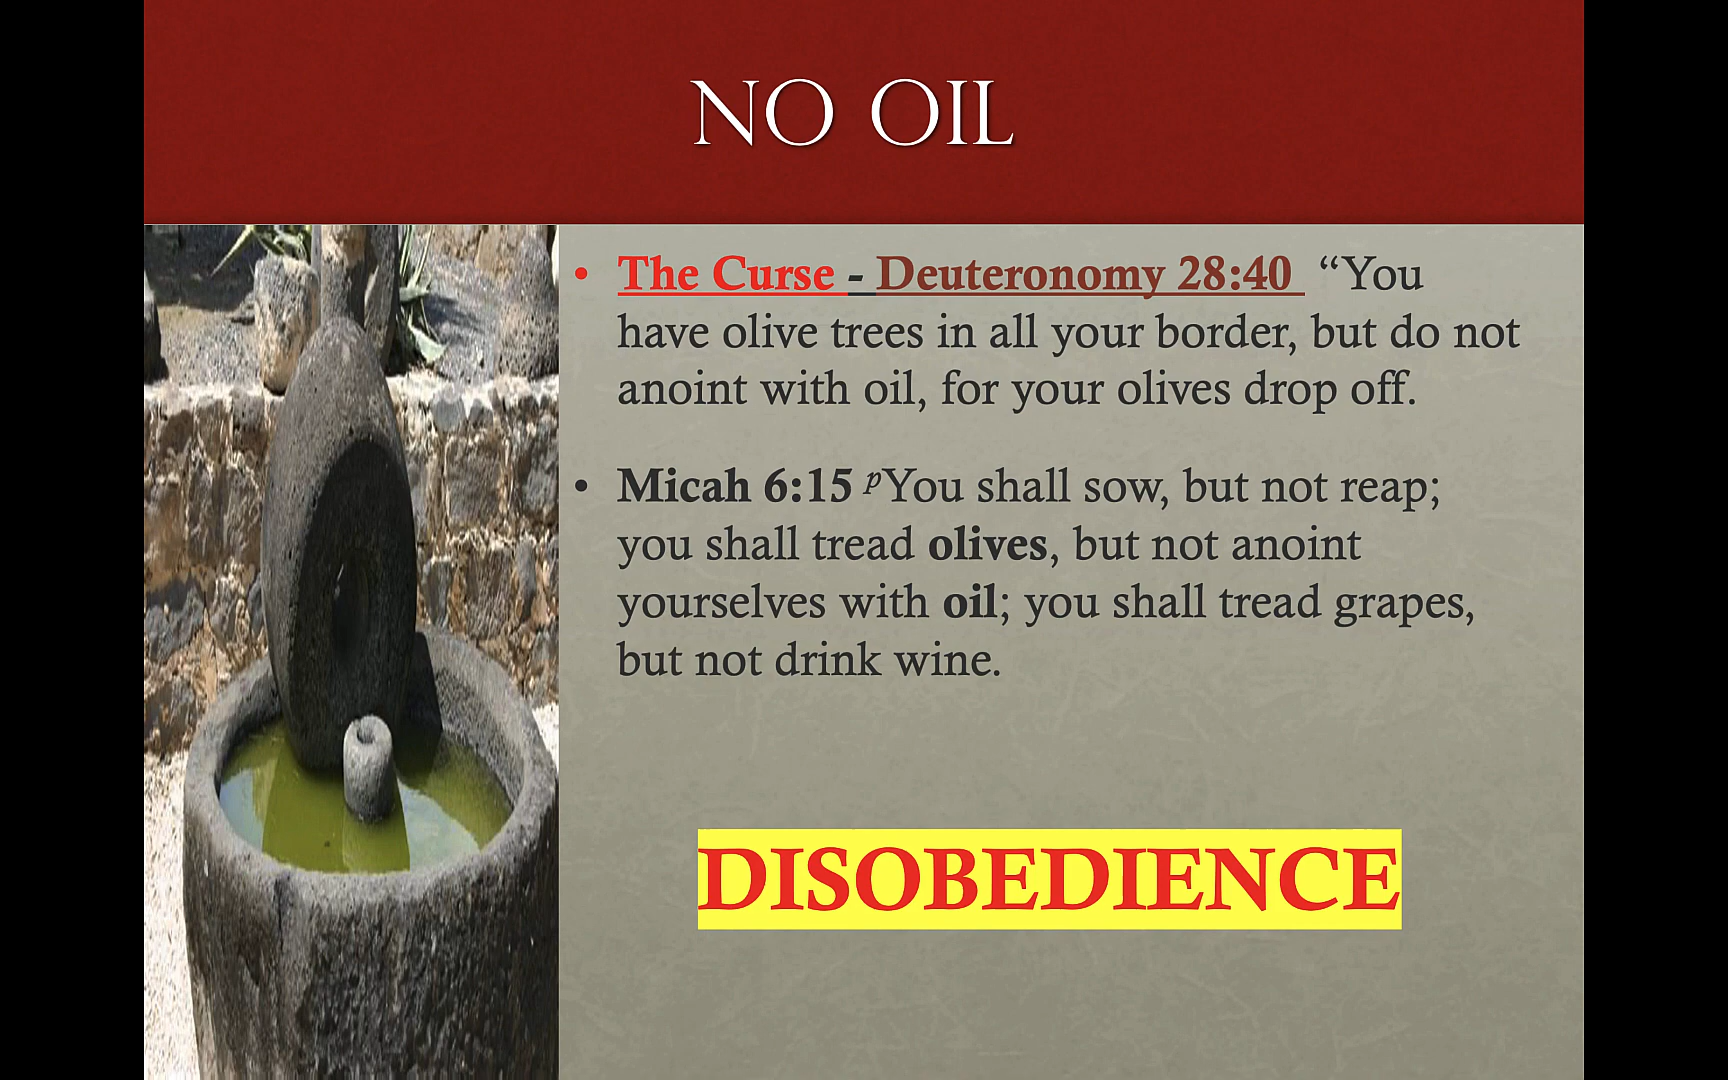 NO OIL
• The Curse - Deuteronomy 28:40 “You
have olive trees in all your border, but do not
anoint with oil, for your olives drop off.
• Micah 6:15 pYou shall sow, but not reap;
you shall tread olives, but not anoint
yourselves with oil; you shall tread grapes,
but not drink wine.
DISOBEDIENCE